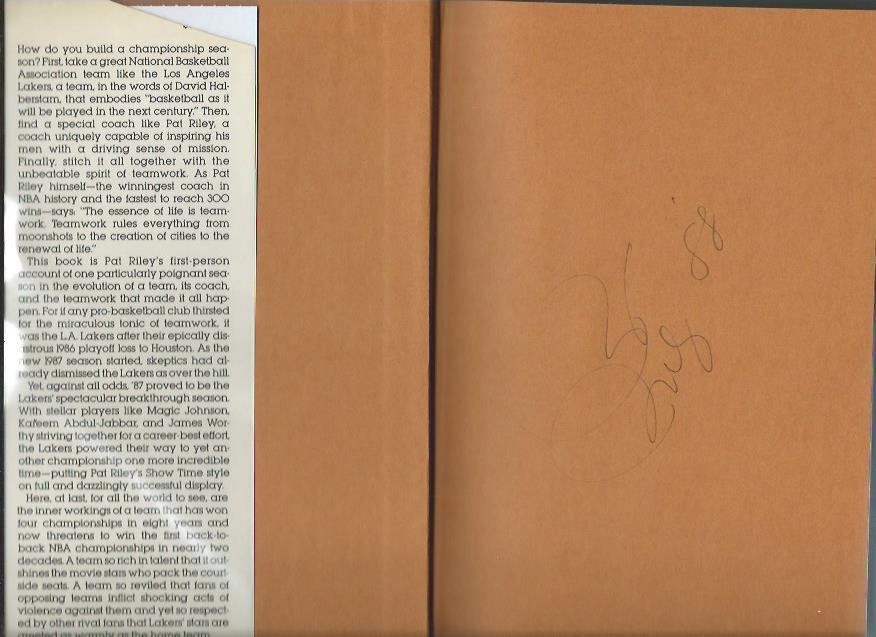 How do you build a championship sea-
son? First, take a great National Basketball
Association team like the Los Angeles
Lakers, a team, in the words of David Hal-
berstam, that embodies "basketball as it
will be played in the next century." Then,
find a special coach like Pat Riley, a
coach uniquely capable of inspiring his
men with a driving sense of mission.
Finally, stitch it all together with the
unbeatable spirit of teamwork. As Pat
Riley himself—the winningest coach in
NBA history and the fastest to reach 300
wins—says, "The essence of life is team-
work. Teamwork rules everything from
moonshots to the creation of cities to the
renewal of life."
This book is Pat Riley's first-person
account of one particularly poignant sea-
son in the evolution of a team, its coach,
and the teamwork that made it all hap-
pen. For if any pro-basketball club thirsted
for the miraculous tonic of teamwork, it
was the L.A. Lakers after their epically dis-
astrous 1986 playoff loss to Houston. As the
new 1987 season started, skeptics had al-
ready dismissed the Lakers as over the hill.
Yet, against all odds, '87 proved to be the
Lakers' spectacular breakthrough season.
With stellar players like Magic Johnson,
Kareem Abdul-Jabbar, and James Wor-
thy striving together for a career-best effort,
the Lakers powered their way to yet an-
other championship one more incredible
time—putting Pat Riley's Show Time style
on full and dazzlingly successful display.
Here, at last, for all the world to see, are
the inner workings of a team that has won
four championships in eight years and
now threatens to win the first back-to-
back NBA championships in nearly two
decades. A team so rich in talent that it out-
shines the movie stars who pack the court-
side seats. A team so reviled that fans of
opposing teams inflict shocking acts of
violence against them and yet so respect-
ed by other rival fans that Lakers' stars are
greeted as warmly as the home team.
'88